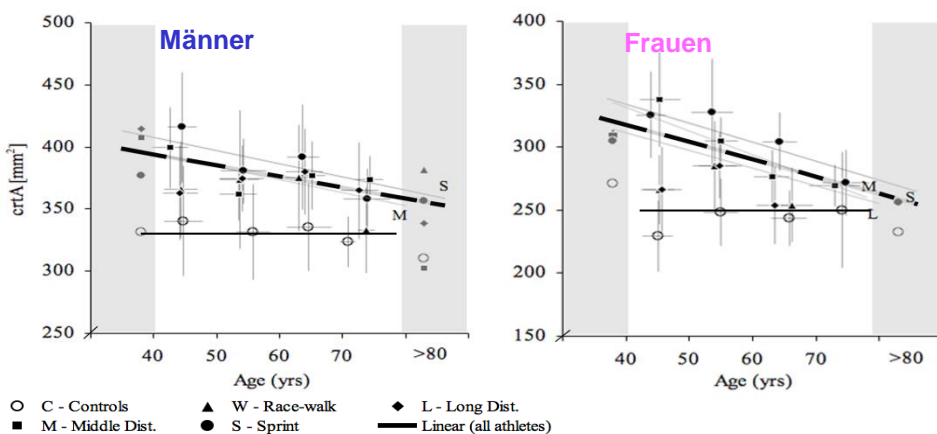 Männer
Frauen
crtA [mm²]
500
450
400
350
300
250
S
M
40
50
60
70
>80
Age (yrs)
400
350
300
250
200
150
M
S
L
40
50
60
70
>80
Age (yrs)
C - Controls
W - Race-walk
L - Long Dist.
M - Middle Dist.
S - Sprint
Linear (all athletes)